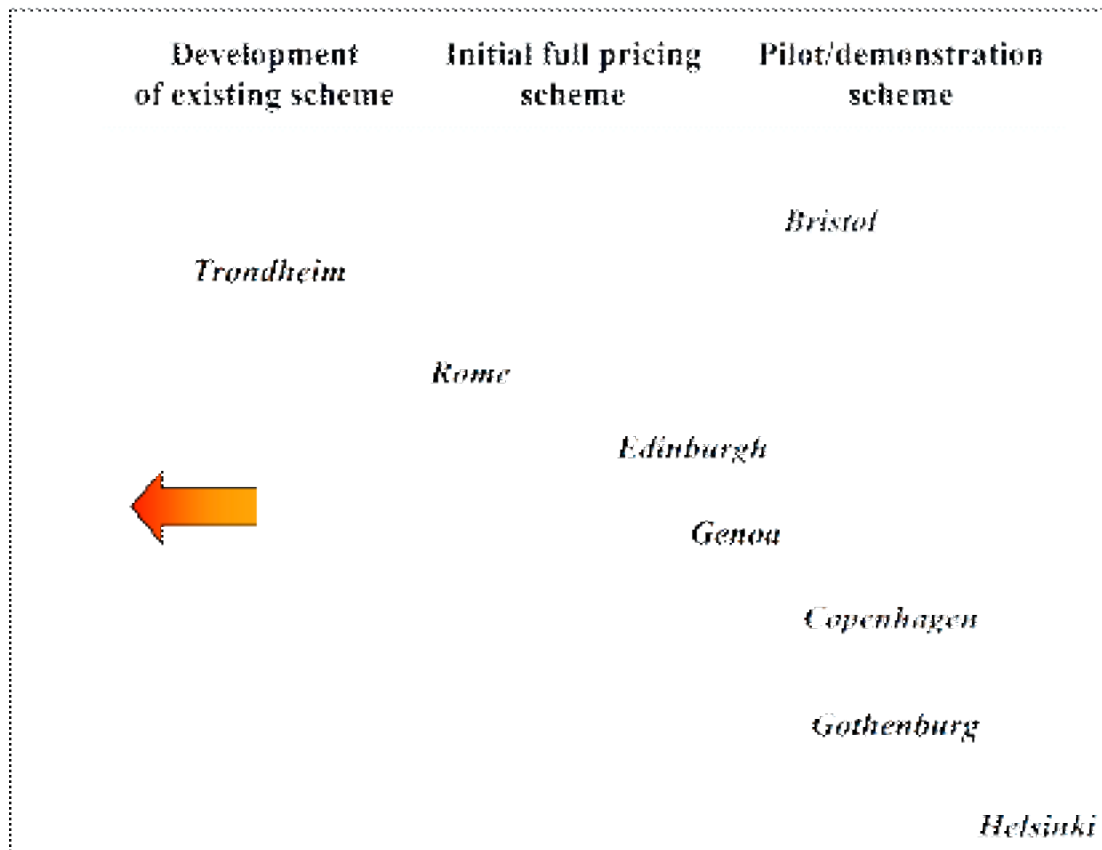 Development
of existing scheme
Initial full pricing
scheme
Pilot/demonstration
scheme
Bristol
Trondheim
Rome
Edinburgh
Genoa
Copenhagen
Gothenburg
Helsinki